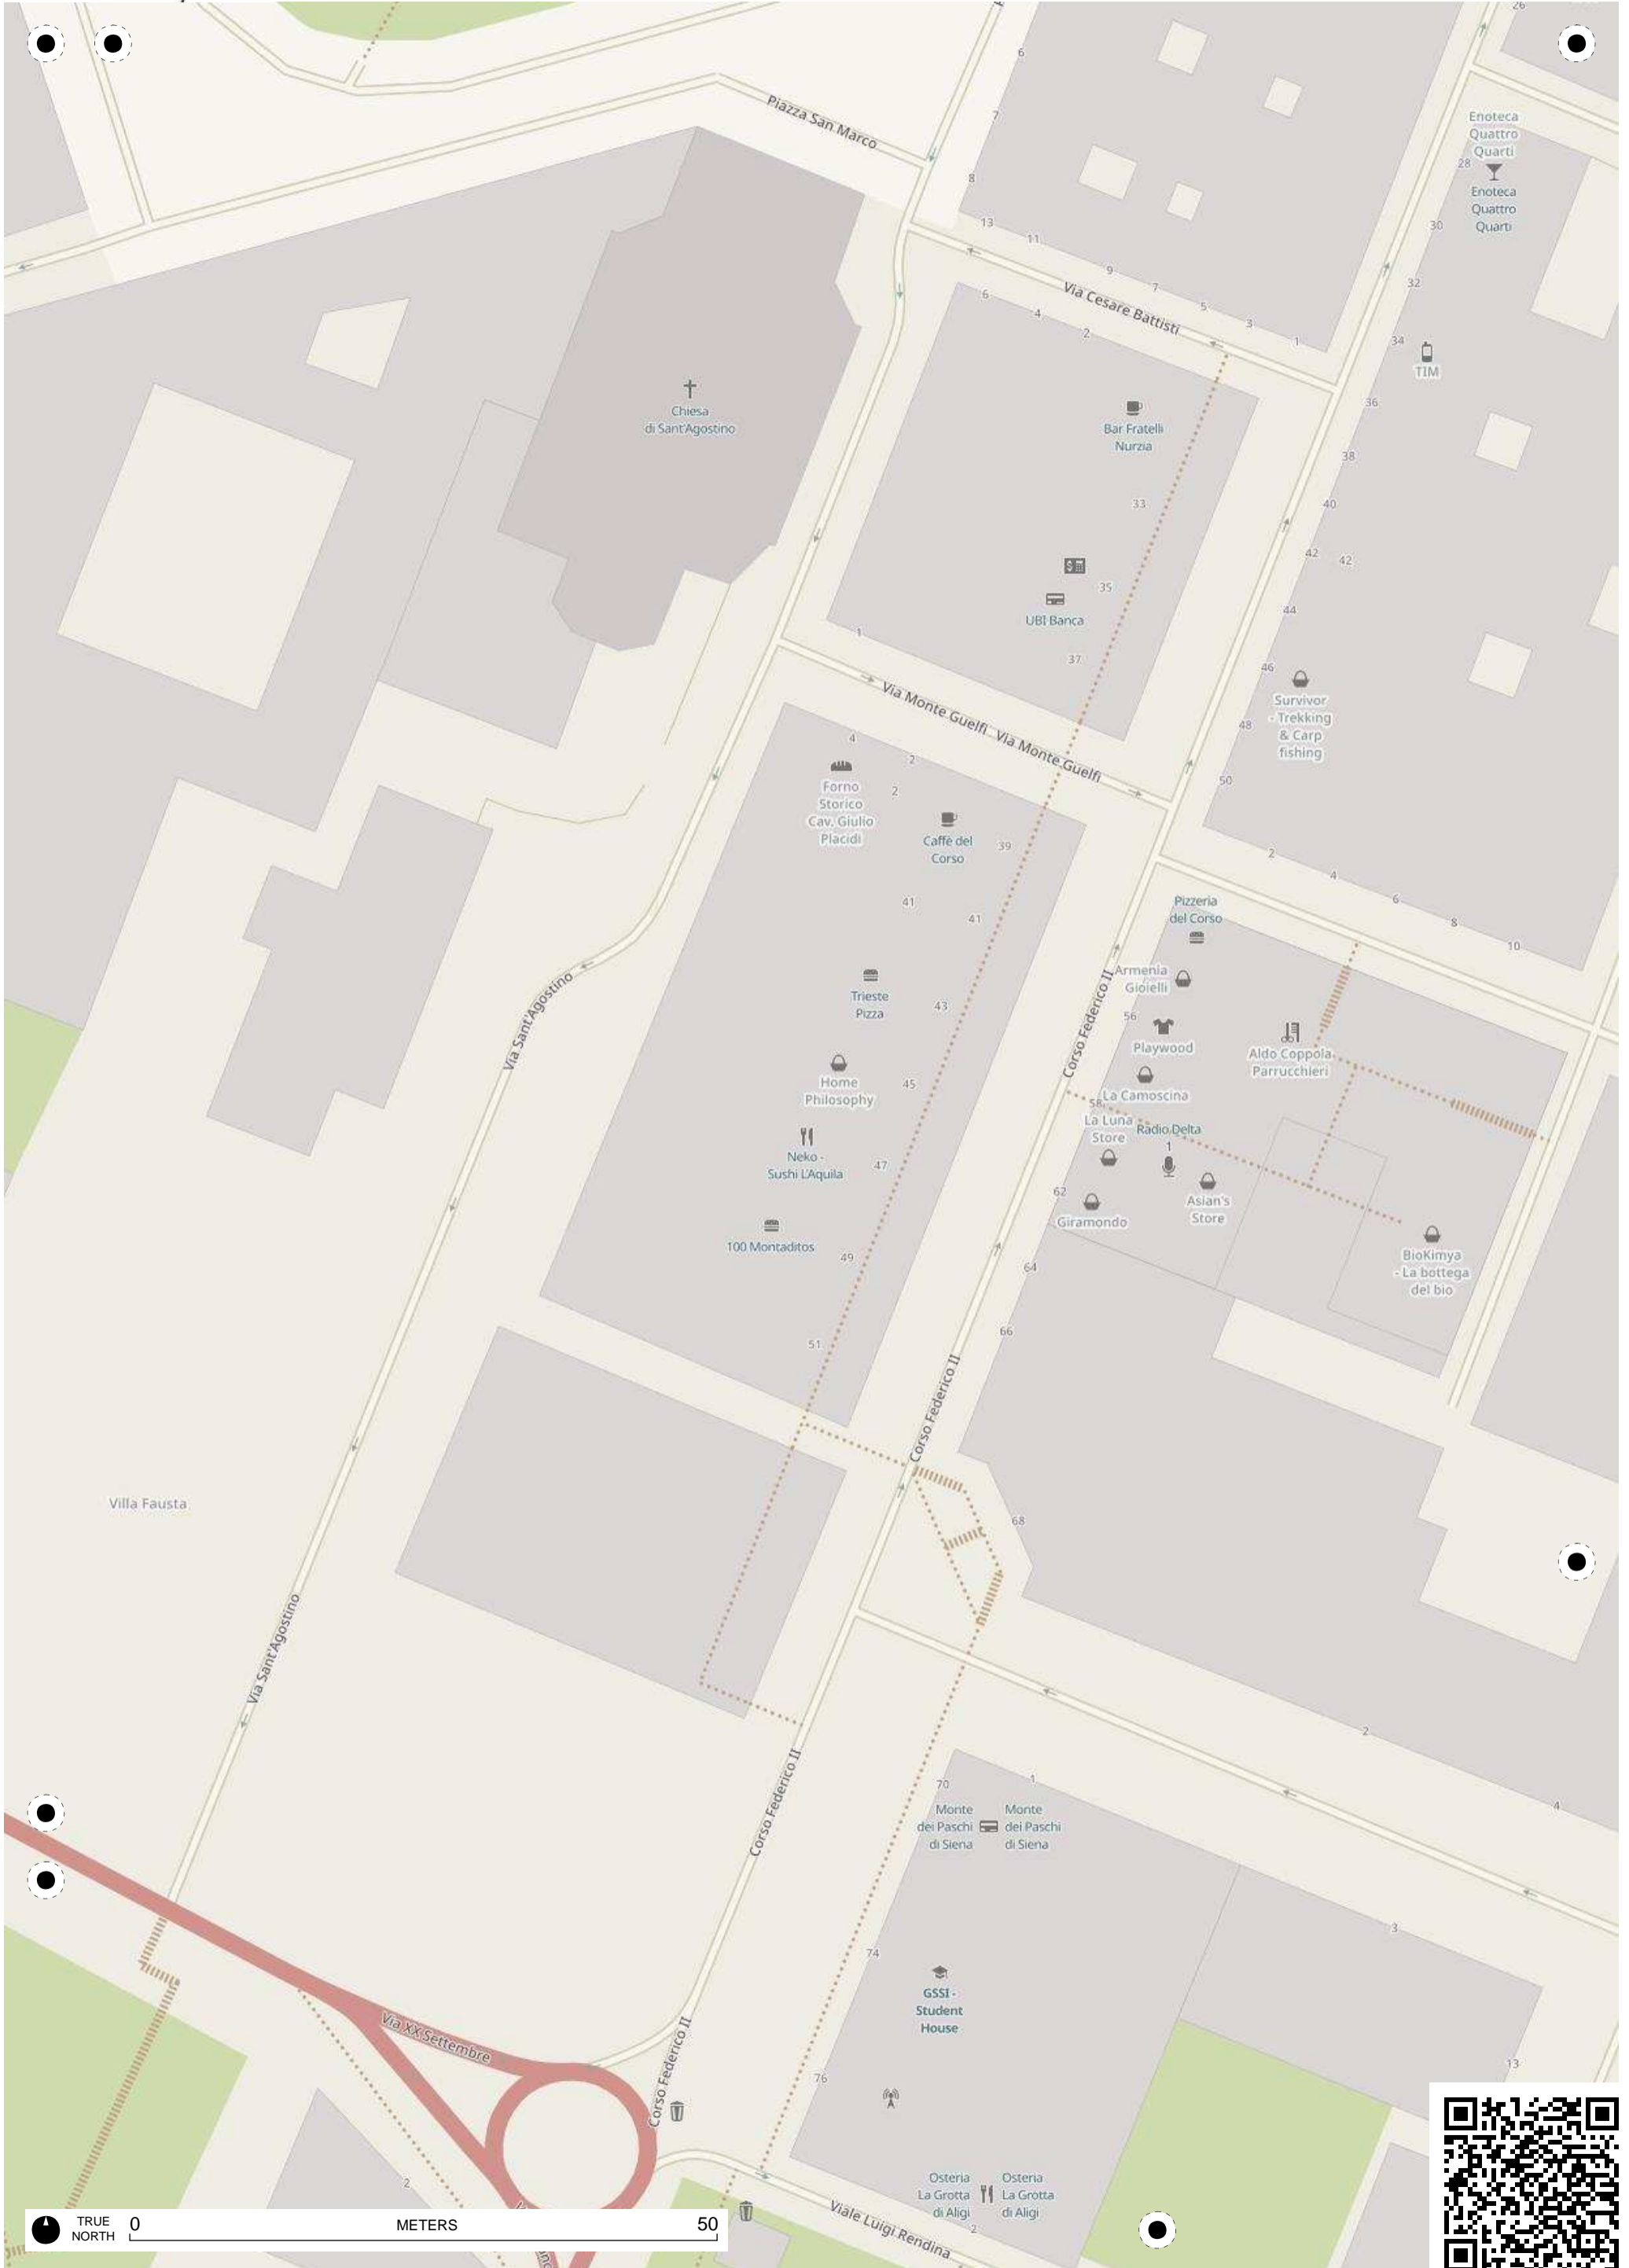 26
6
Piazza San Marco
7
Enoteca
Quattro
Quarti
28
Enoteca
Quattro
Quarti
8
13
30
11
9
7
5
3
1
Via Cesare Battisti
32
6
4
2
34
TIM
36
Chiesa
di Sant'Agostino
Bar Fratelli
Nurzia
38
33
40
42
42
35
44
UBI Banca
1
37
46
Survivor
- Trekking
& Carp
fishing
48
Via Monte Guelfi
Via Monte Guelfi
50
4
2
2
Forno
Storico
Cav. Giulio
Placidi
Caffè del
Corso
39
2
4
6
8
10
41
41
Pizzeria
del Corso
Armenia
Gioielli
Trieste
Pizza
43
56
Playwood
Aldo Coppola
Parrucchieri
Via Sant'Agostino
Corso Federico II
Home
Philosophy
45
La Camoscina
58
La Luna
Store
Radio Delta
1
Neko -
Sushi L'Aquila
47
62
Giramondo
Asian's
Store
100 Montaditos
49
64
BioKimya
- La bottega
del bio
66
51
Corso Federico II
Villa Fausta
68
Via Sant'Agostino
2
70
1
4
Monte
dei Paschi
di Siena
Monte
dei Paschi
di Siena
Corso Federico II
3
74
GSSI -
Student
House
Via XX Settembre
13
76
Corso Federico II
2
Osteria
La Grotta
di Aligi
Osteria
La Grotta
di Aligi
2
Viale Luigi Rendina
TRUE
NORTH
0
METERS
50